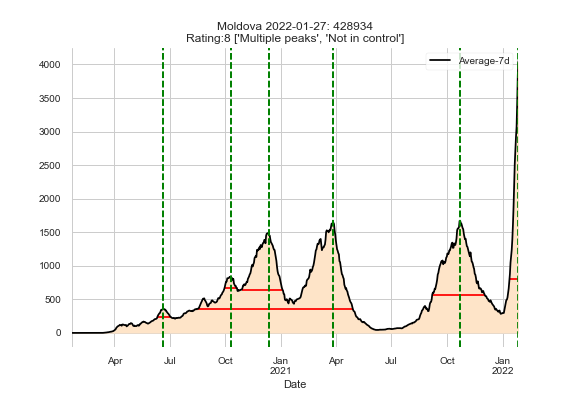 Moldova 2022-01-27: 428934
Rating:8 ['Multiple peaks', 'Not in control']
Average-7d
4000
3500
3000
2500
2000
1500
1000
500
0
Apr Jul Oct Jan Apr Jul Oct Jan
2021 2022
Date